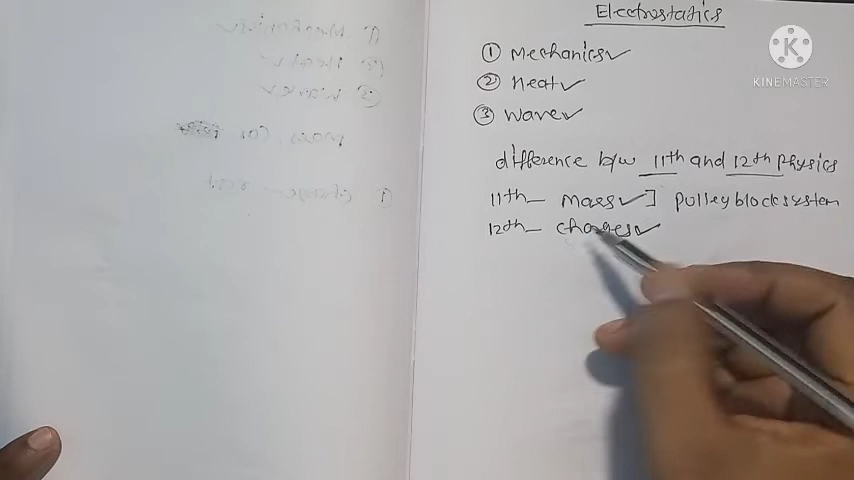 Electrostatics
① Mechanics✓
② Heat✓
③ Wave✓
difference b/w 11th and 12th Physics
11th- Mass✓] pulley block system
12th- charges✓
K
KINEMASTER